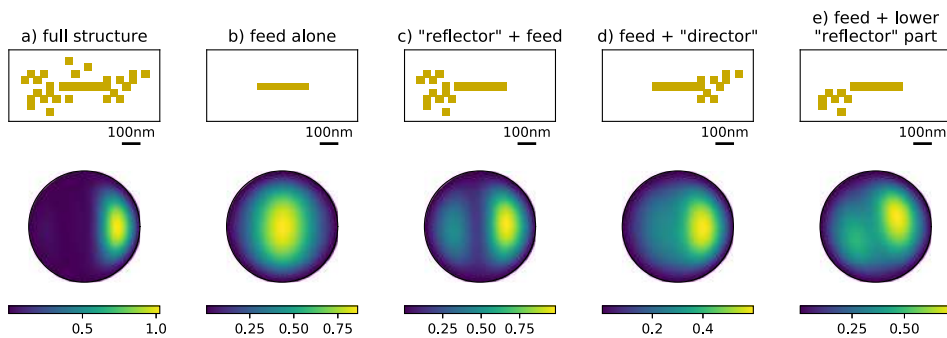 a) full structure
b) feed alone
c) "reflector" + feed
d) feed + "director"
e) feed + lower
"reflector" part
100nm
100nm
100nm
100nm
100nm
0.5 1.0
0.25 0.50 0.75
0.25 0.50 0.75
0.2 0.4
0.25 0.50